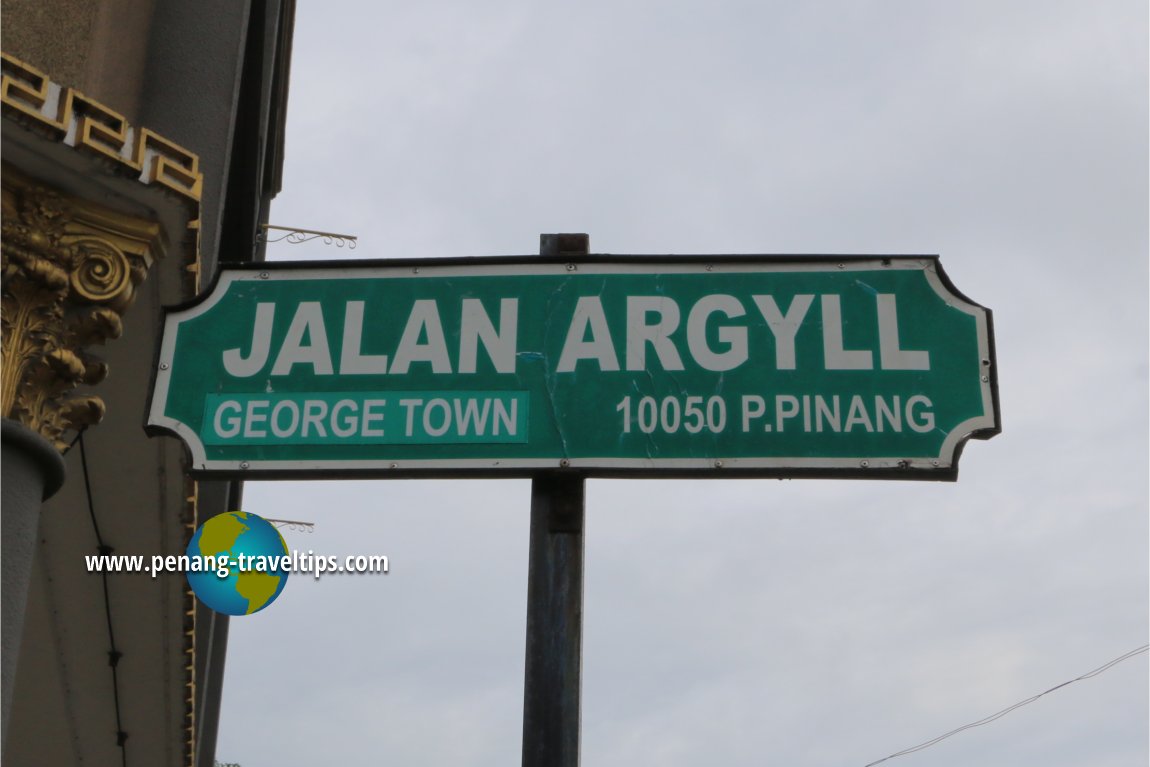 JALAN ARGYLL
GEORGE TOWN 10050 P.PINANG
www.penang-traveltips.com